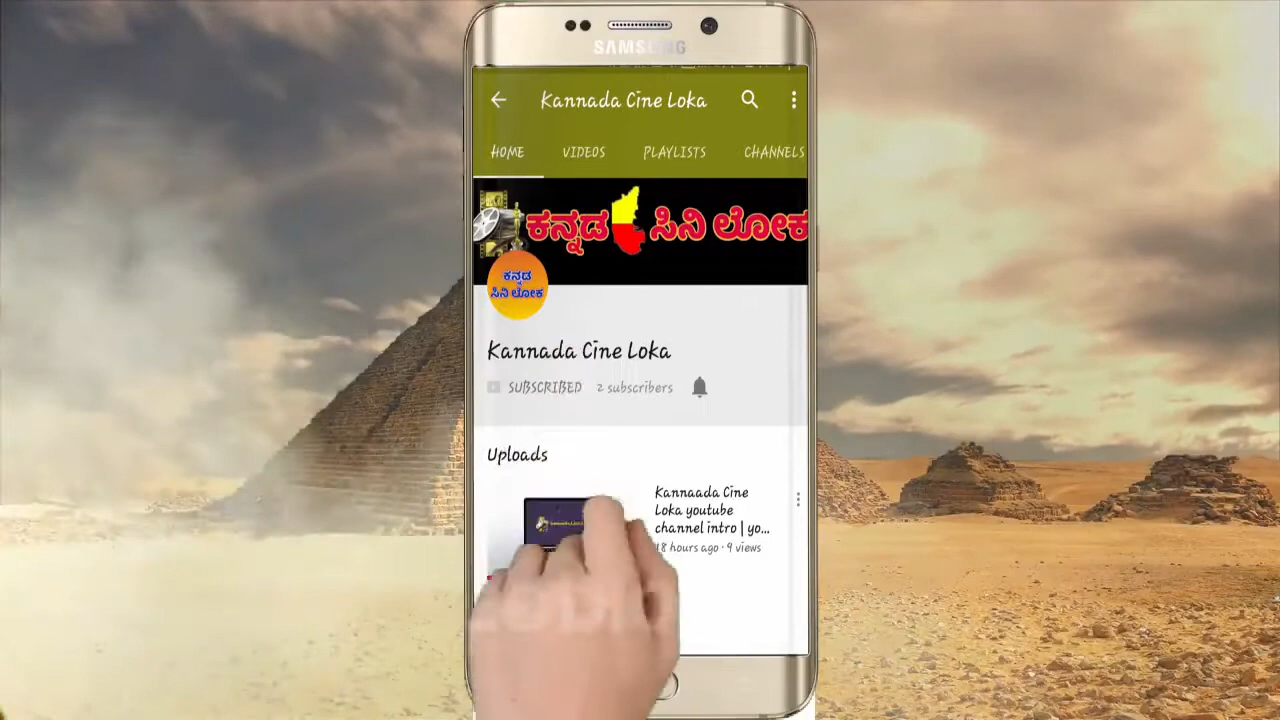 SAMSUNG
Kannada Cine Loka
HOME VIDEOS PLAYLISTS CHANNELS
ಕನ್ನಡ ಸಿನಿ ಲೋಕ
ಕನ್ನಡ
ಸಿನಿ ಲೋಕ
Kannada Cine Loka
SUBSCRIBED 2 subscribers
Uploads
Kannaada Cine
Loka youtube
channel intro | yo...
18 hours ago · 9 views